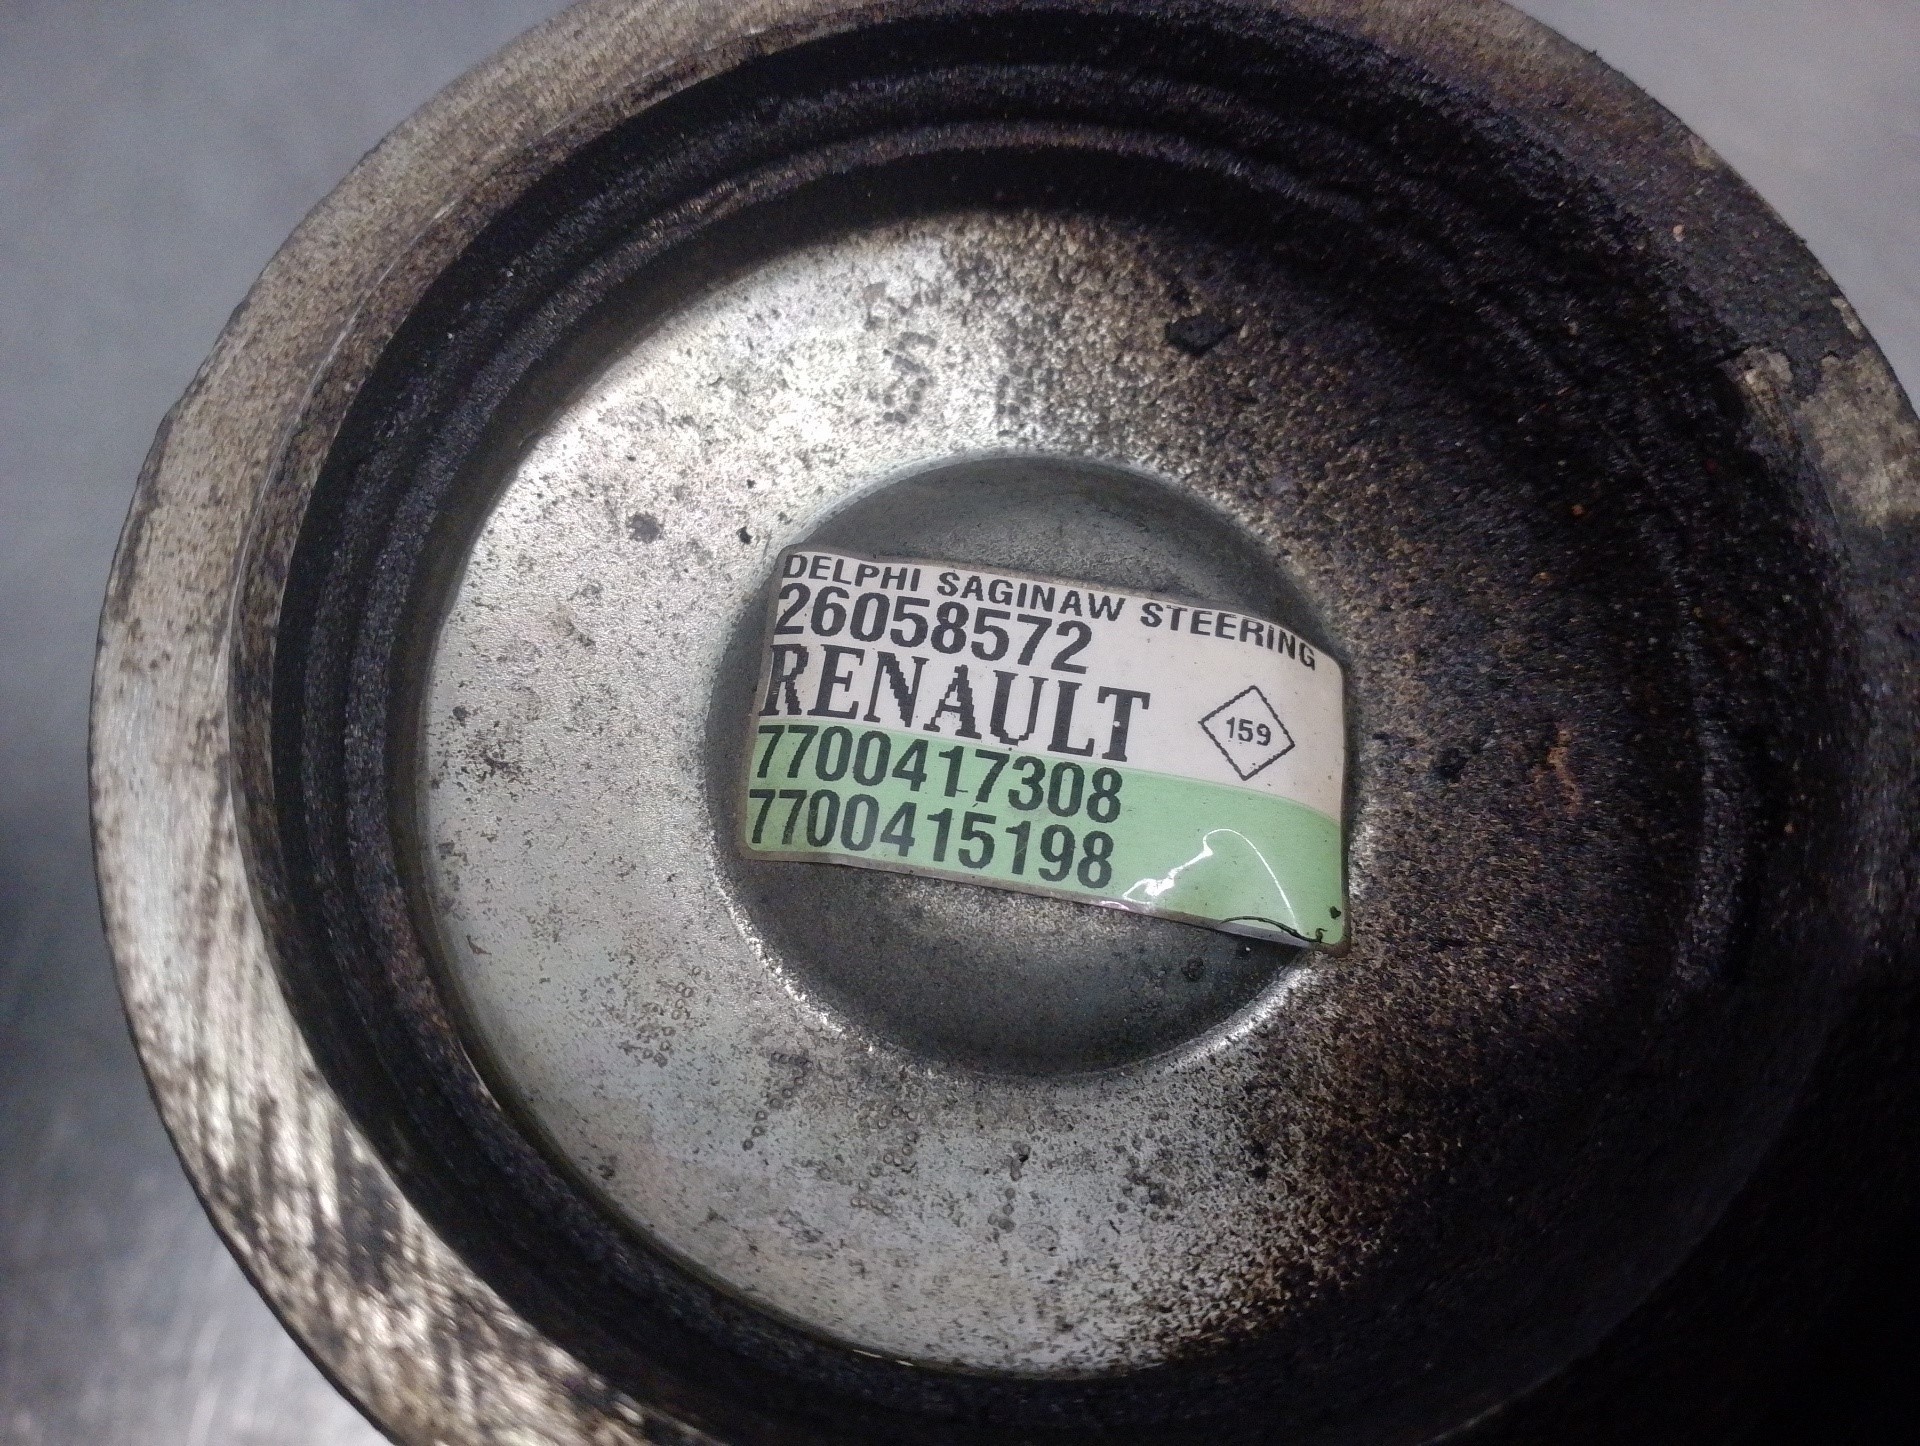 DELPHI SAGINAW STEERING
26058572
RENAULT
159
7700417308
7700415198